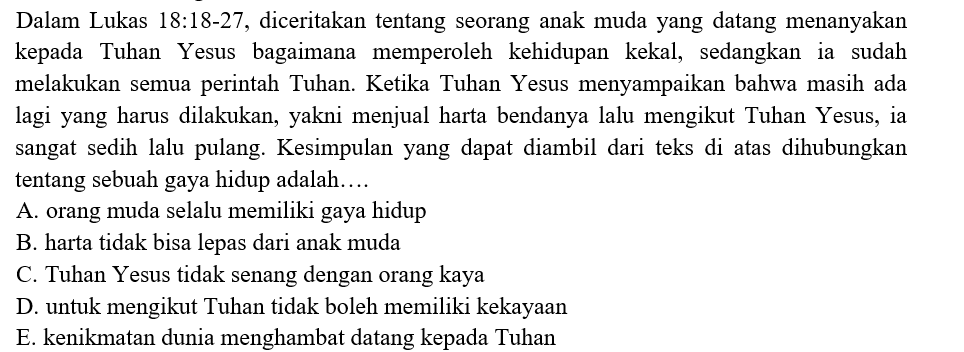 Dalam Lukas 18:18-27, diceritakan tentang seorang anak muda yang datang menanyakan
kepada Tuhan Yesus bagaimana memperoleh kehidupan kekal, sedangkan ia sudah
melakukan semua perintah Tuhan. Ketika Tuhan Yesus menyampaikan bahwa masih ada
lagi yang harus dilakukan, yakni menjual harta bendanya lalu mengikut Tuhan Yesus, ia
sangat sedih lalu pulang. Kesimpulan yang dapat diambil dari teks di atas dihubungkan
tentang sebuah gaya hidup adalah….
A. orang muda selalu memiliki gaya hidup
B. harta tidak bisa lepas dari anak muda
C. Tuhan Yesus tidak senang dengan orang kaya
D. untuk mengikut Tuhan tidak boleh memiliki kekayaan
E. kenikmatan dunia menghambat datang kepada Tuhan